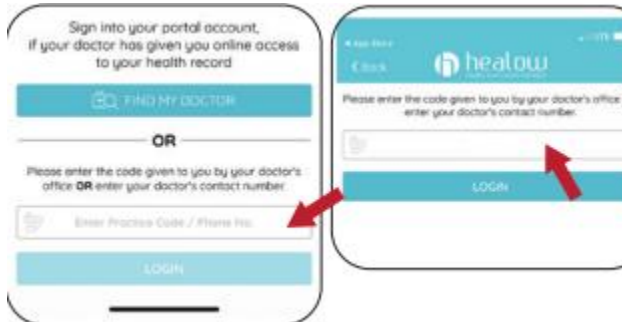 Sign into your portal account,
if your doctor has given you online access
to your health record
FIND MY DOCTOR
OR
Please enter the code given to you by your doctor's
office OR enter your doctor's contact number
Enter Practice Code / Phone No.
LOGIN
App Store
LTE
Back
healow
Please enter the code given to you by your doctor's office
enter your doctor's contact number.
LOGIN